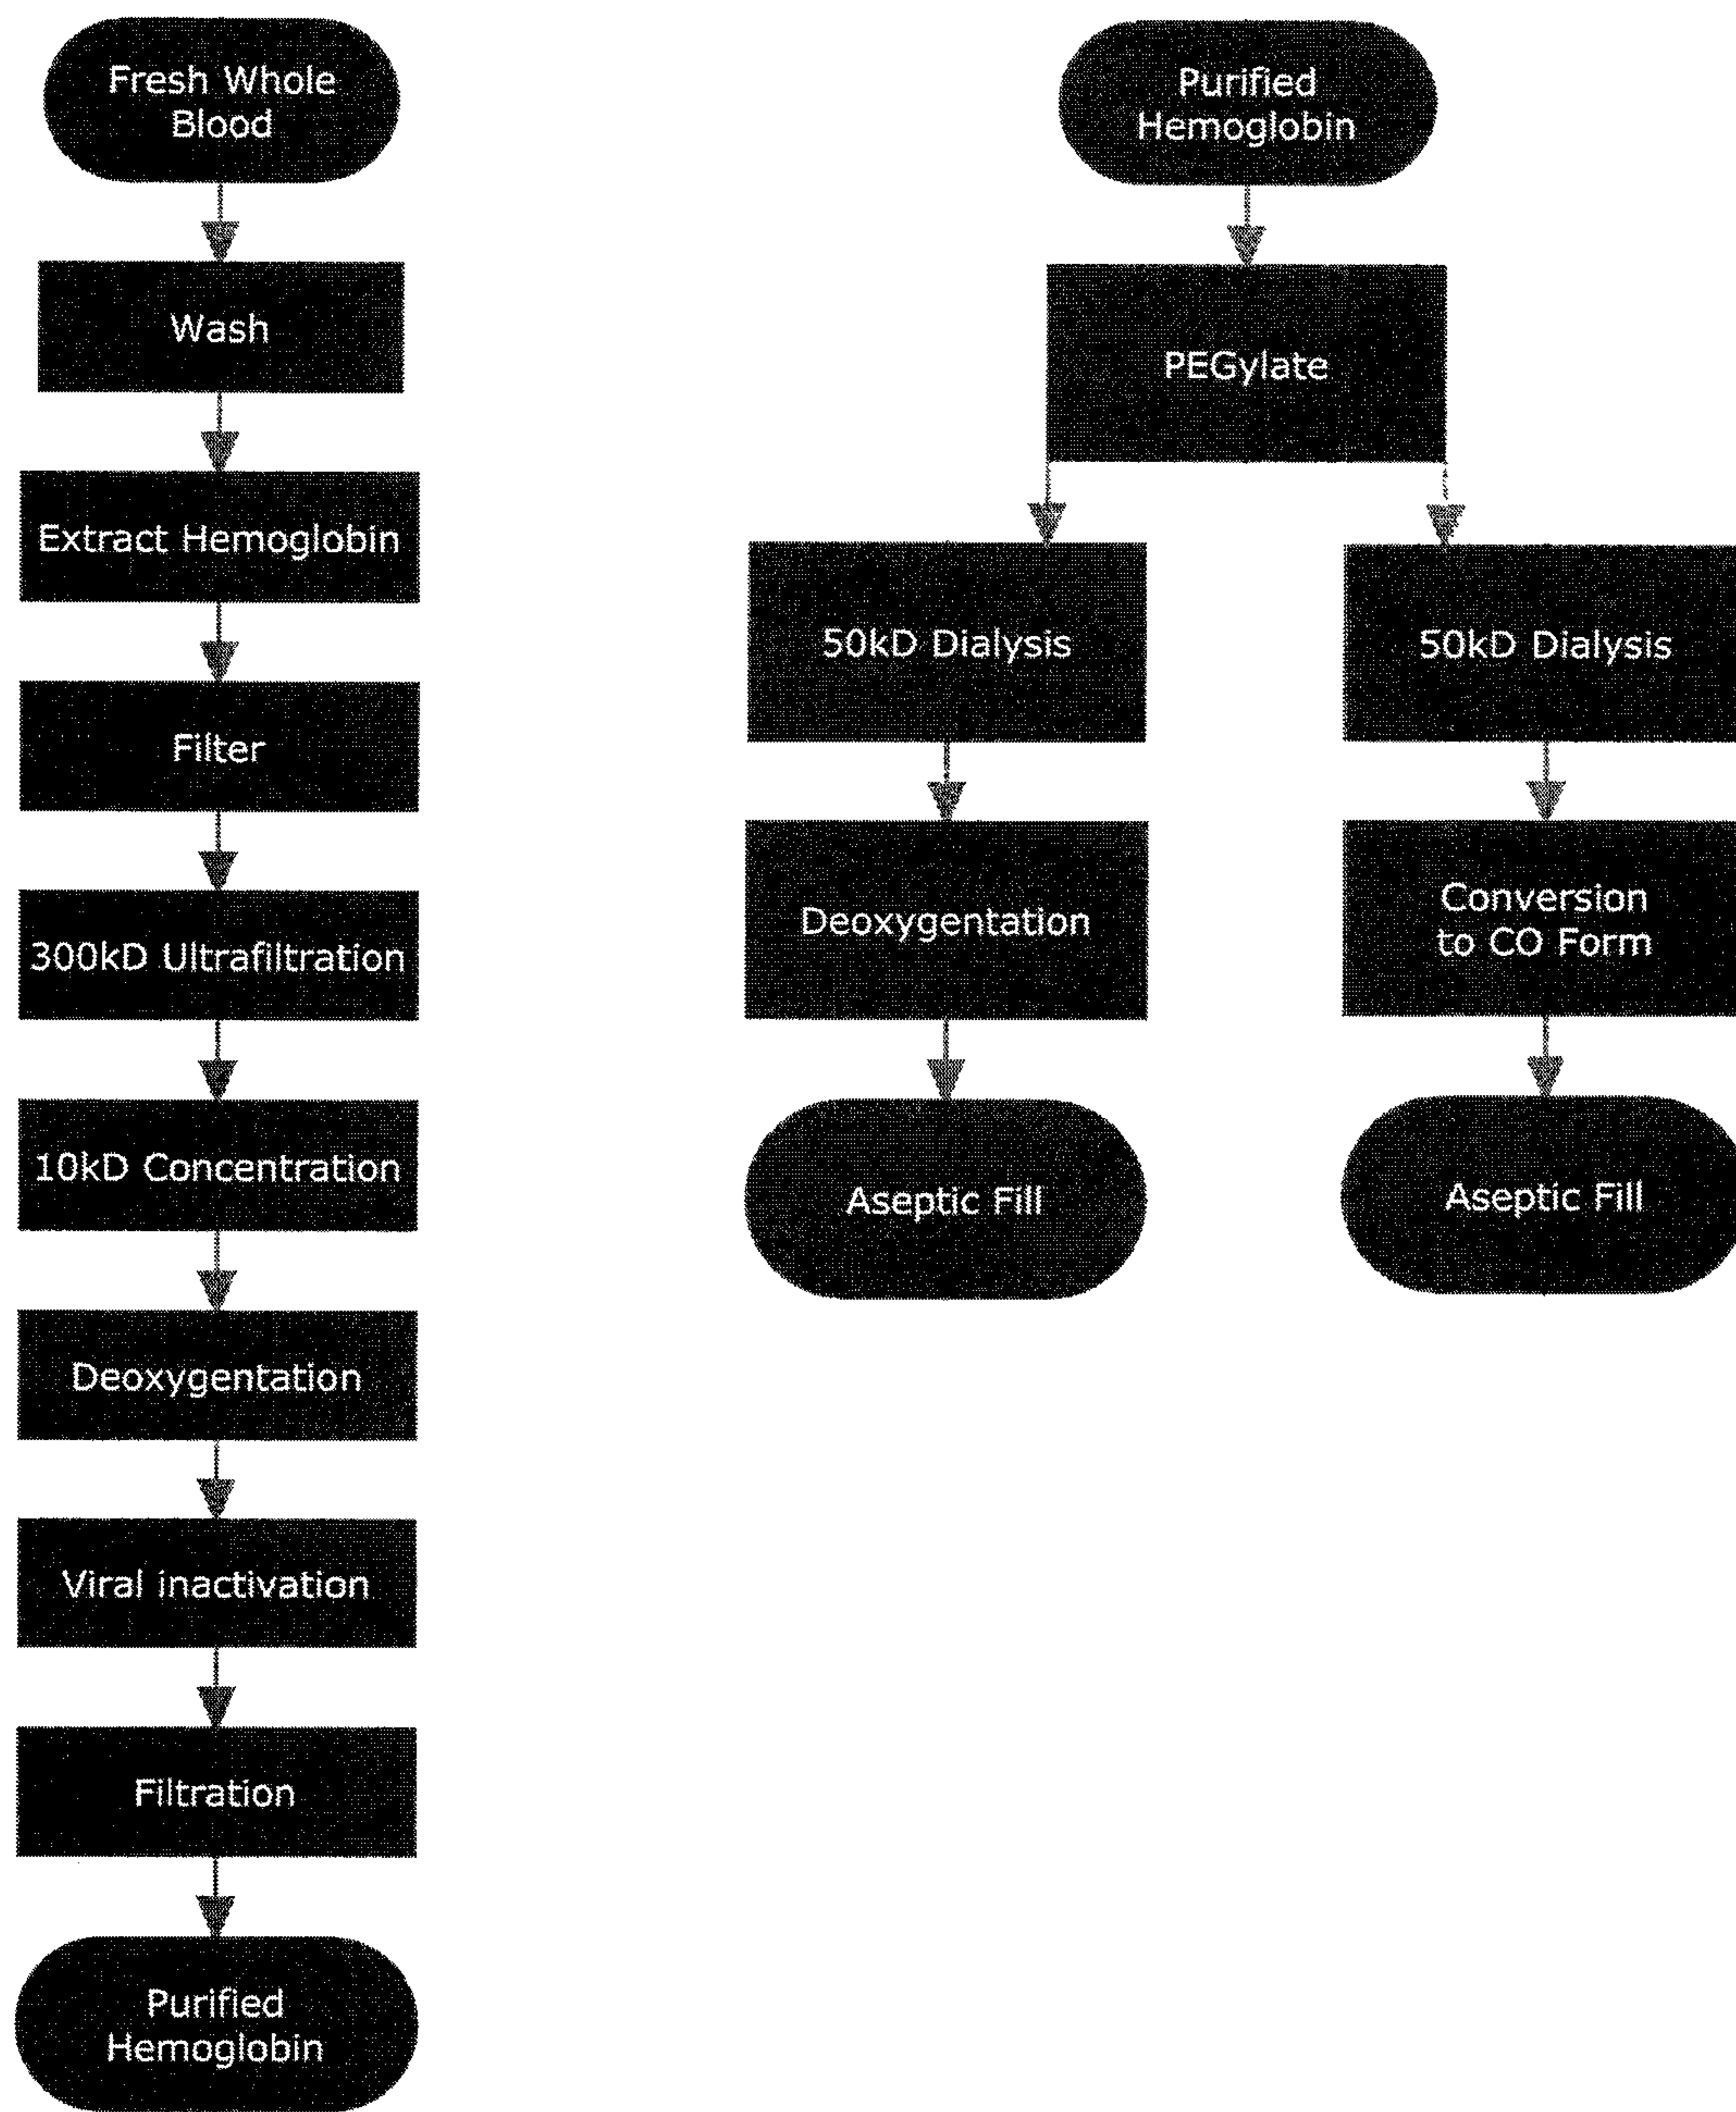 Fresh Whole
Blood
Wash
Extract Hemoglobin
Filter
300kD Ultrafiltration
10kD Concentration
Deoxygentation
Viral inactivation
Filtration
Purified
Hemoglobin
Purified
Hemoglobin
PEGylate
50kD Dialysis
Deoxygentation
Aseptic Fill
50kD Dialysis
Conversion
to CO Form
Aseptic Fill